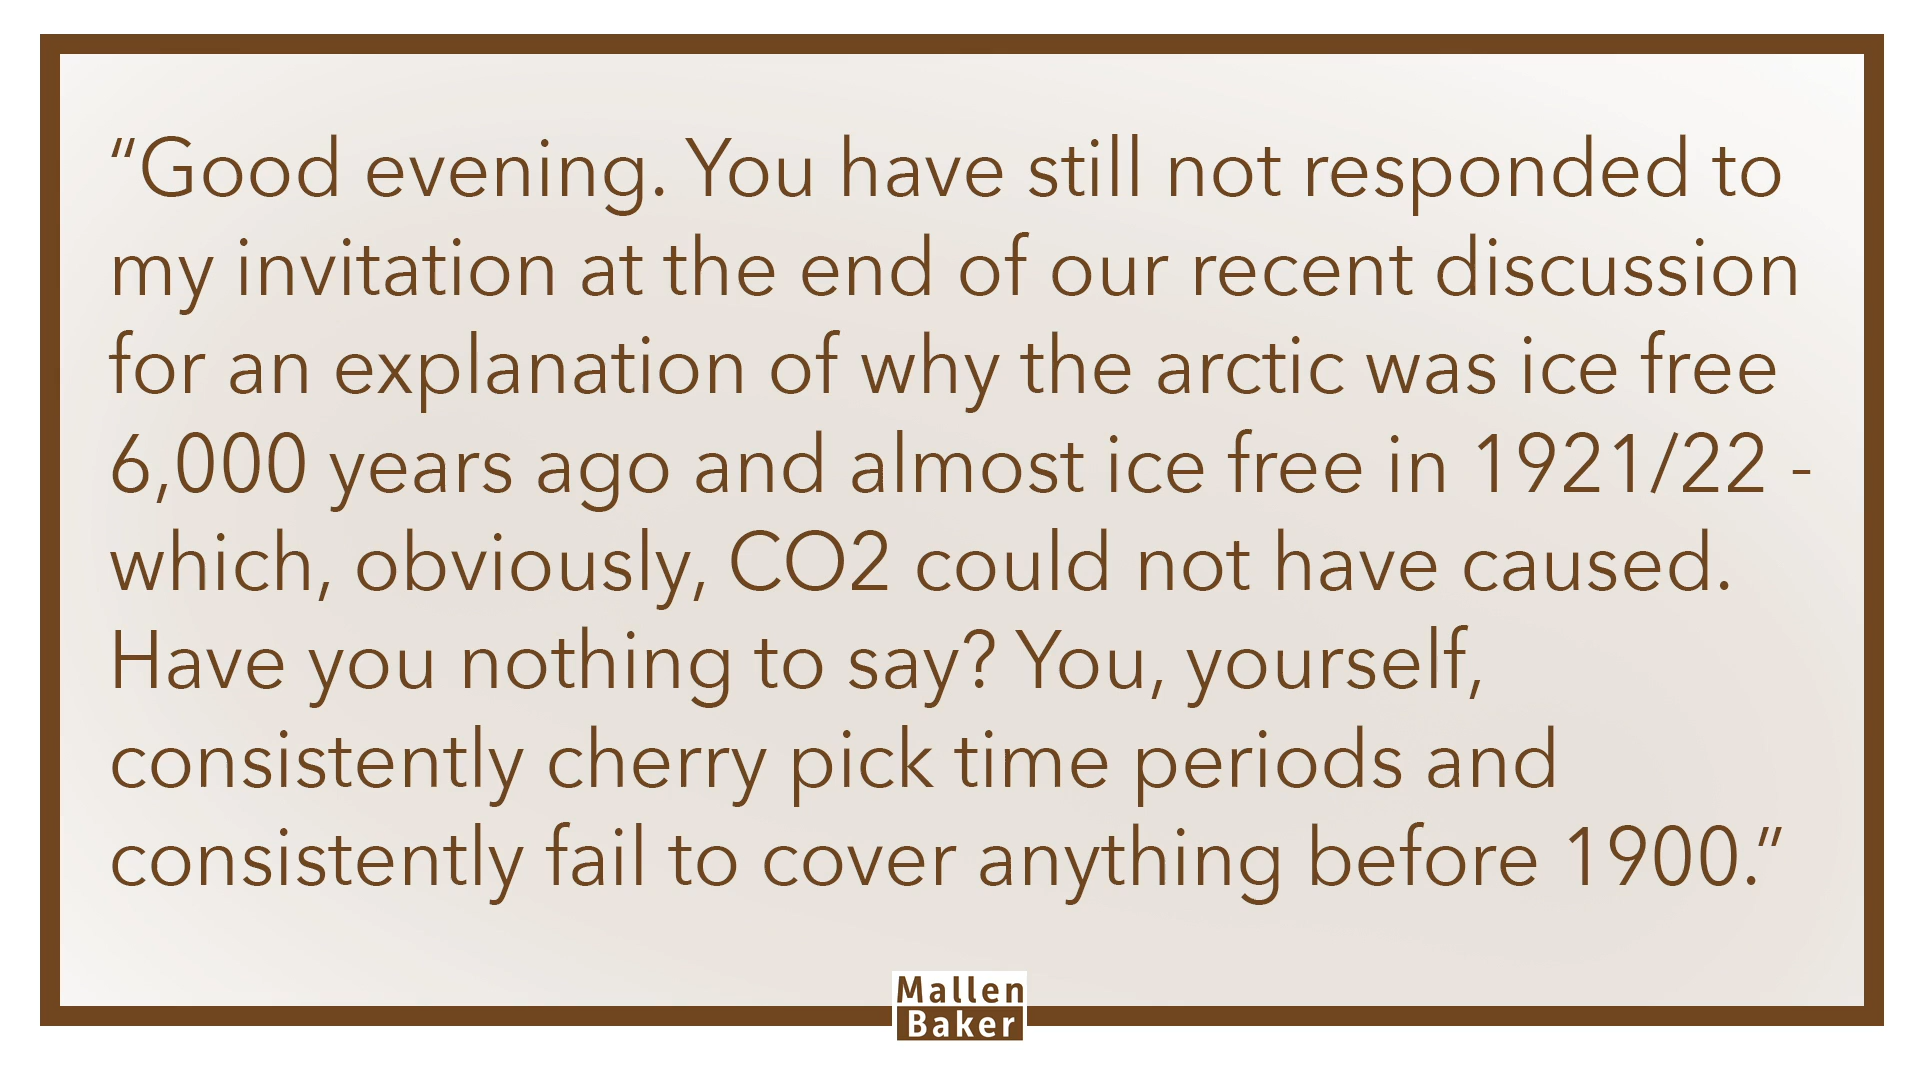 “Good evening. You have still not responded to
my invitation at the end of our recent discussion
for an explanation of why the arctic was ice free
6,000 years ago and almost ice free in 1921/22 -
which, obviously, CO2 could not have caused.
Have you nothing to say? You, yourself,
consistently cherry pick time periods and
consistently fail to cover anything before 1900.”
Mallen
Baker